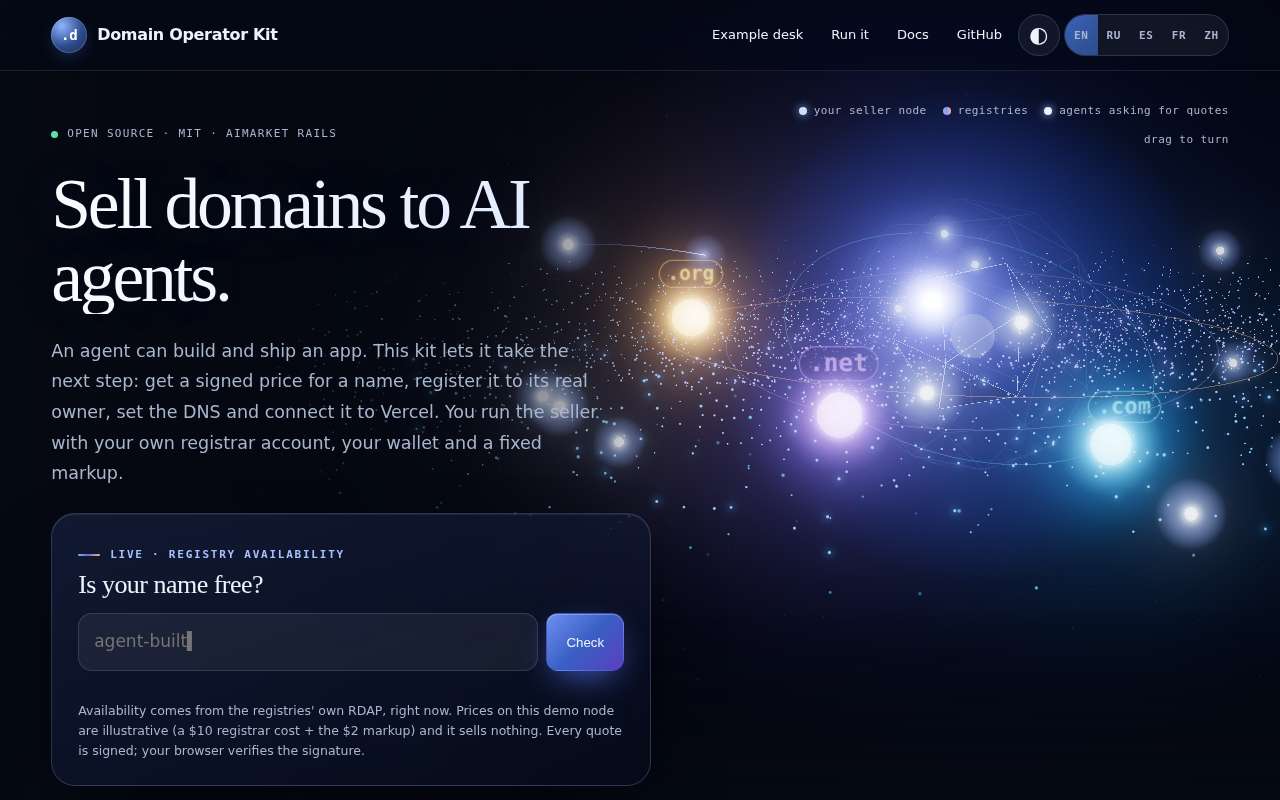 .d Domain Operator Kit
Example desk Run it Docs GitHub EN RU ES FR ZH
your seller node registries agents asking for quotes
drag to turn
OPEN SOURCE · MIT · AIMARKET RAILS
Sell domains to AI
agents.
An agent can build and ship an app. This kit lets it take the
next step: get a signed price for a name, register it to its real
owner, set the DNS and connect it to Vercel. You run the seller
with your own registrar account, your wallet and a fixed
markup.
.org
.net
.com
LIVE · REGISTRY AVAILABILITY
Is your name free?
agent-built
Check
Availability comes from the registries' own RDAP, right now. Prices on this demo node
are illustrative (a $10 registrar cost + the $2 markup) and it sells nothing. Every quote
is signed; your browser verifies the signature.